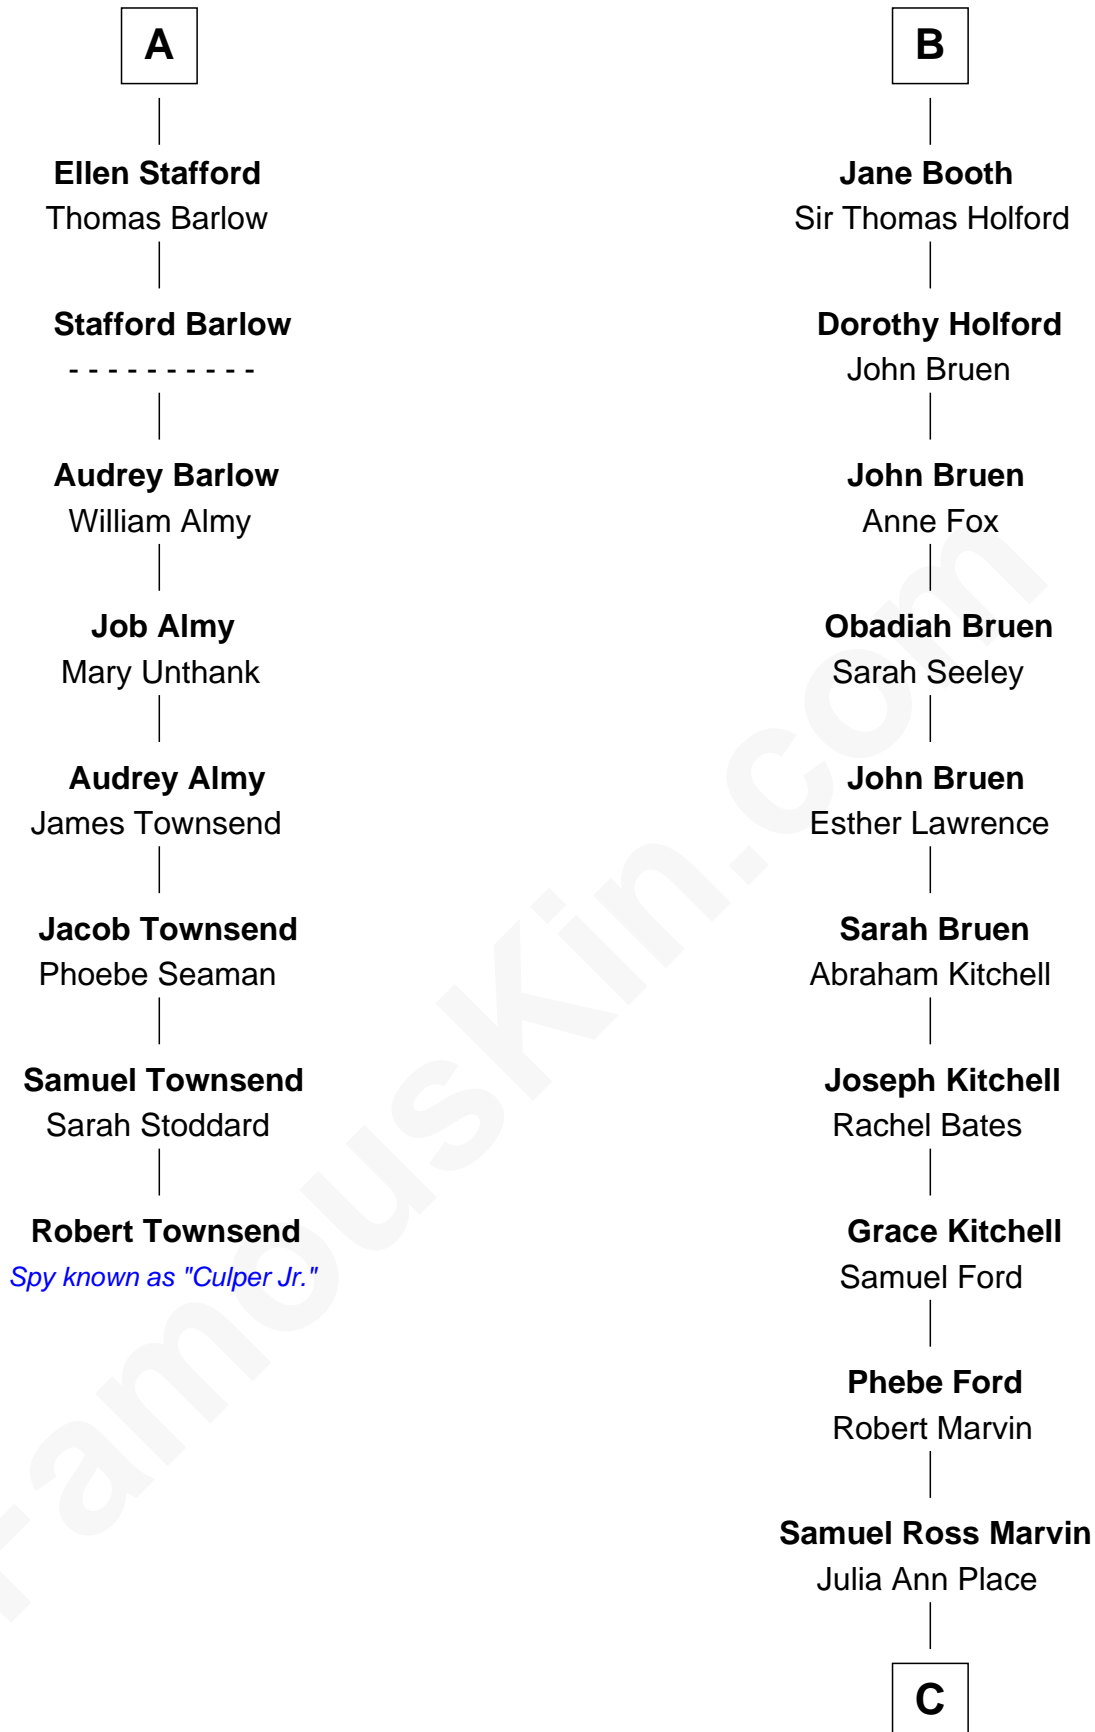 A
Ellen Stafford
Thomas Barlow
Stafford Barlow
- - - - - - - - - -
Audrey Barlow
William Almy
Job Almy
Mary Unthank
Audrey Almy
James Townsend
Jacob Townsend
Phoebe Seaman
Samuel Townsend
Sarah Stoddard
Robert Townsend
Spy known as "Culper Jr."
B
Jane Booth
Sir Thomas Holford
Dorothy Holford
John Bruen
John Bruen
Anne Fox
Obadiah Bruen
Sarah Seeley
John Bruen
Esther Lawrence
Sarah Bruen
Abraham Kitchell
Joseph Kitchell
Rachel Bates
Grace Kitchell
Samuel Ford
Phebe Ford
Robert Marvin
Samuel Ross Marvin
Julia Ann Place
C
FamousKin.com